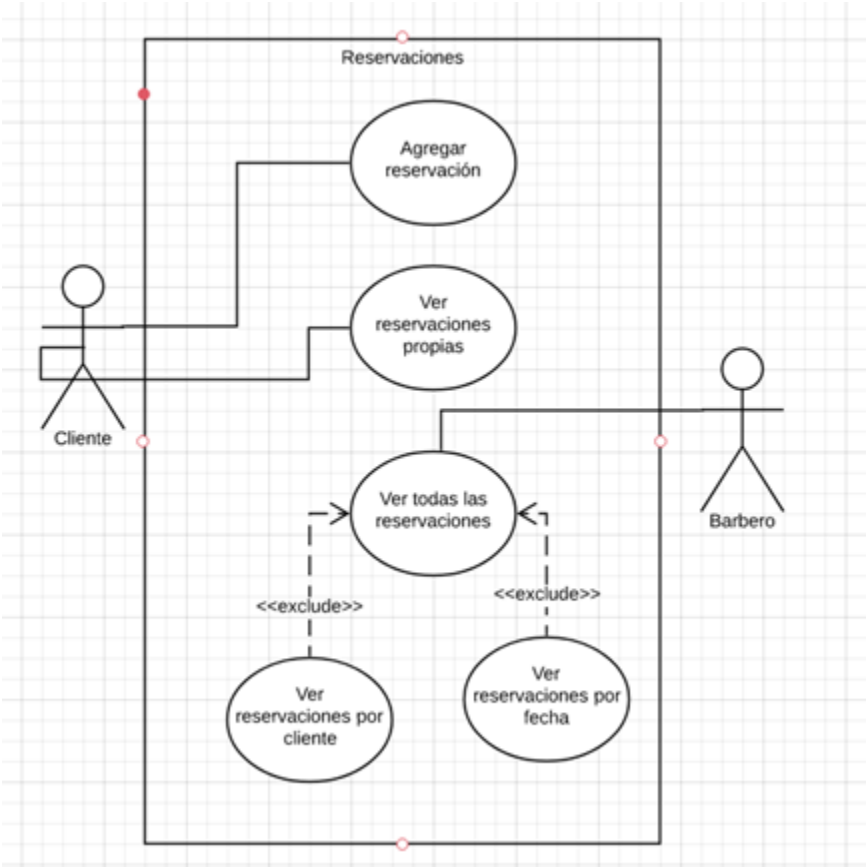 Reservaciones
Agregar
reservación
Ver
reservaciones
propias
Cliente
Ver todas las
reservaciones
Barbero
<<exclude>>
<<exclude>>
Ver
reservaciones por
cliente
Ver
reservaciones por
fecha